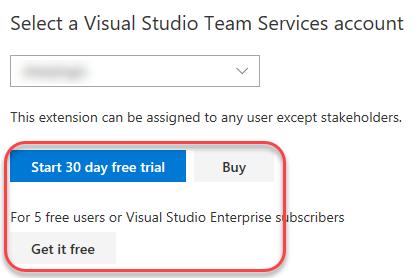 Select a Visual Studio Team Services account
This extension can be assigned to any user except stakeholders.
Start 30 day free trial
Buy
For 5 free users or Visual Studio Enterprise subscribers
Get it free